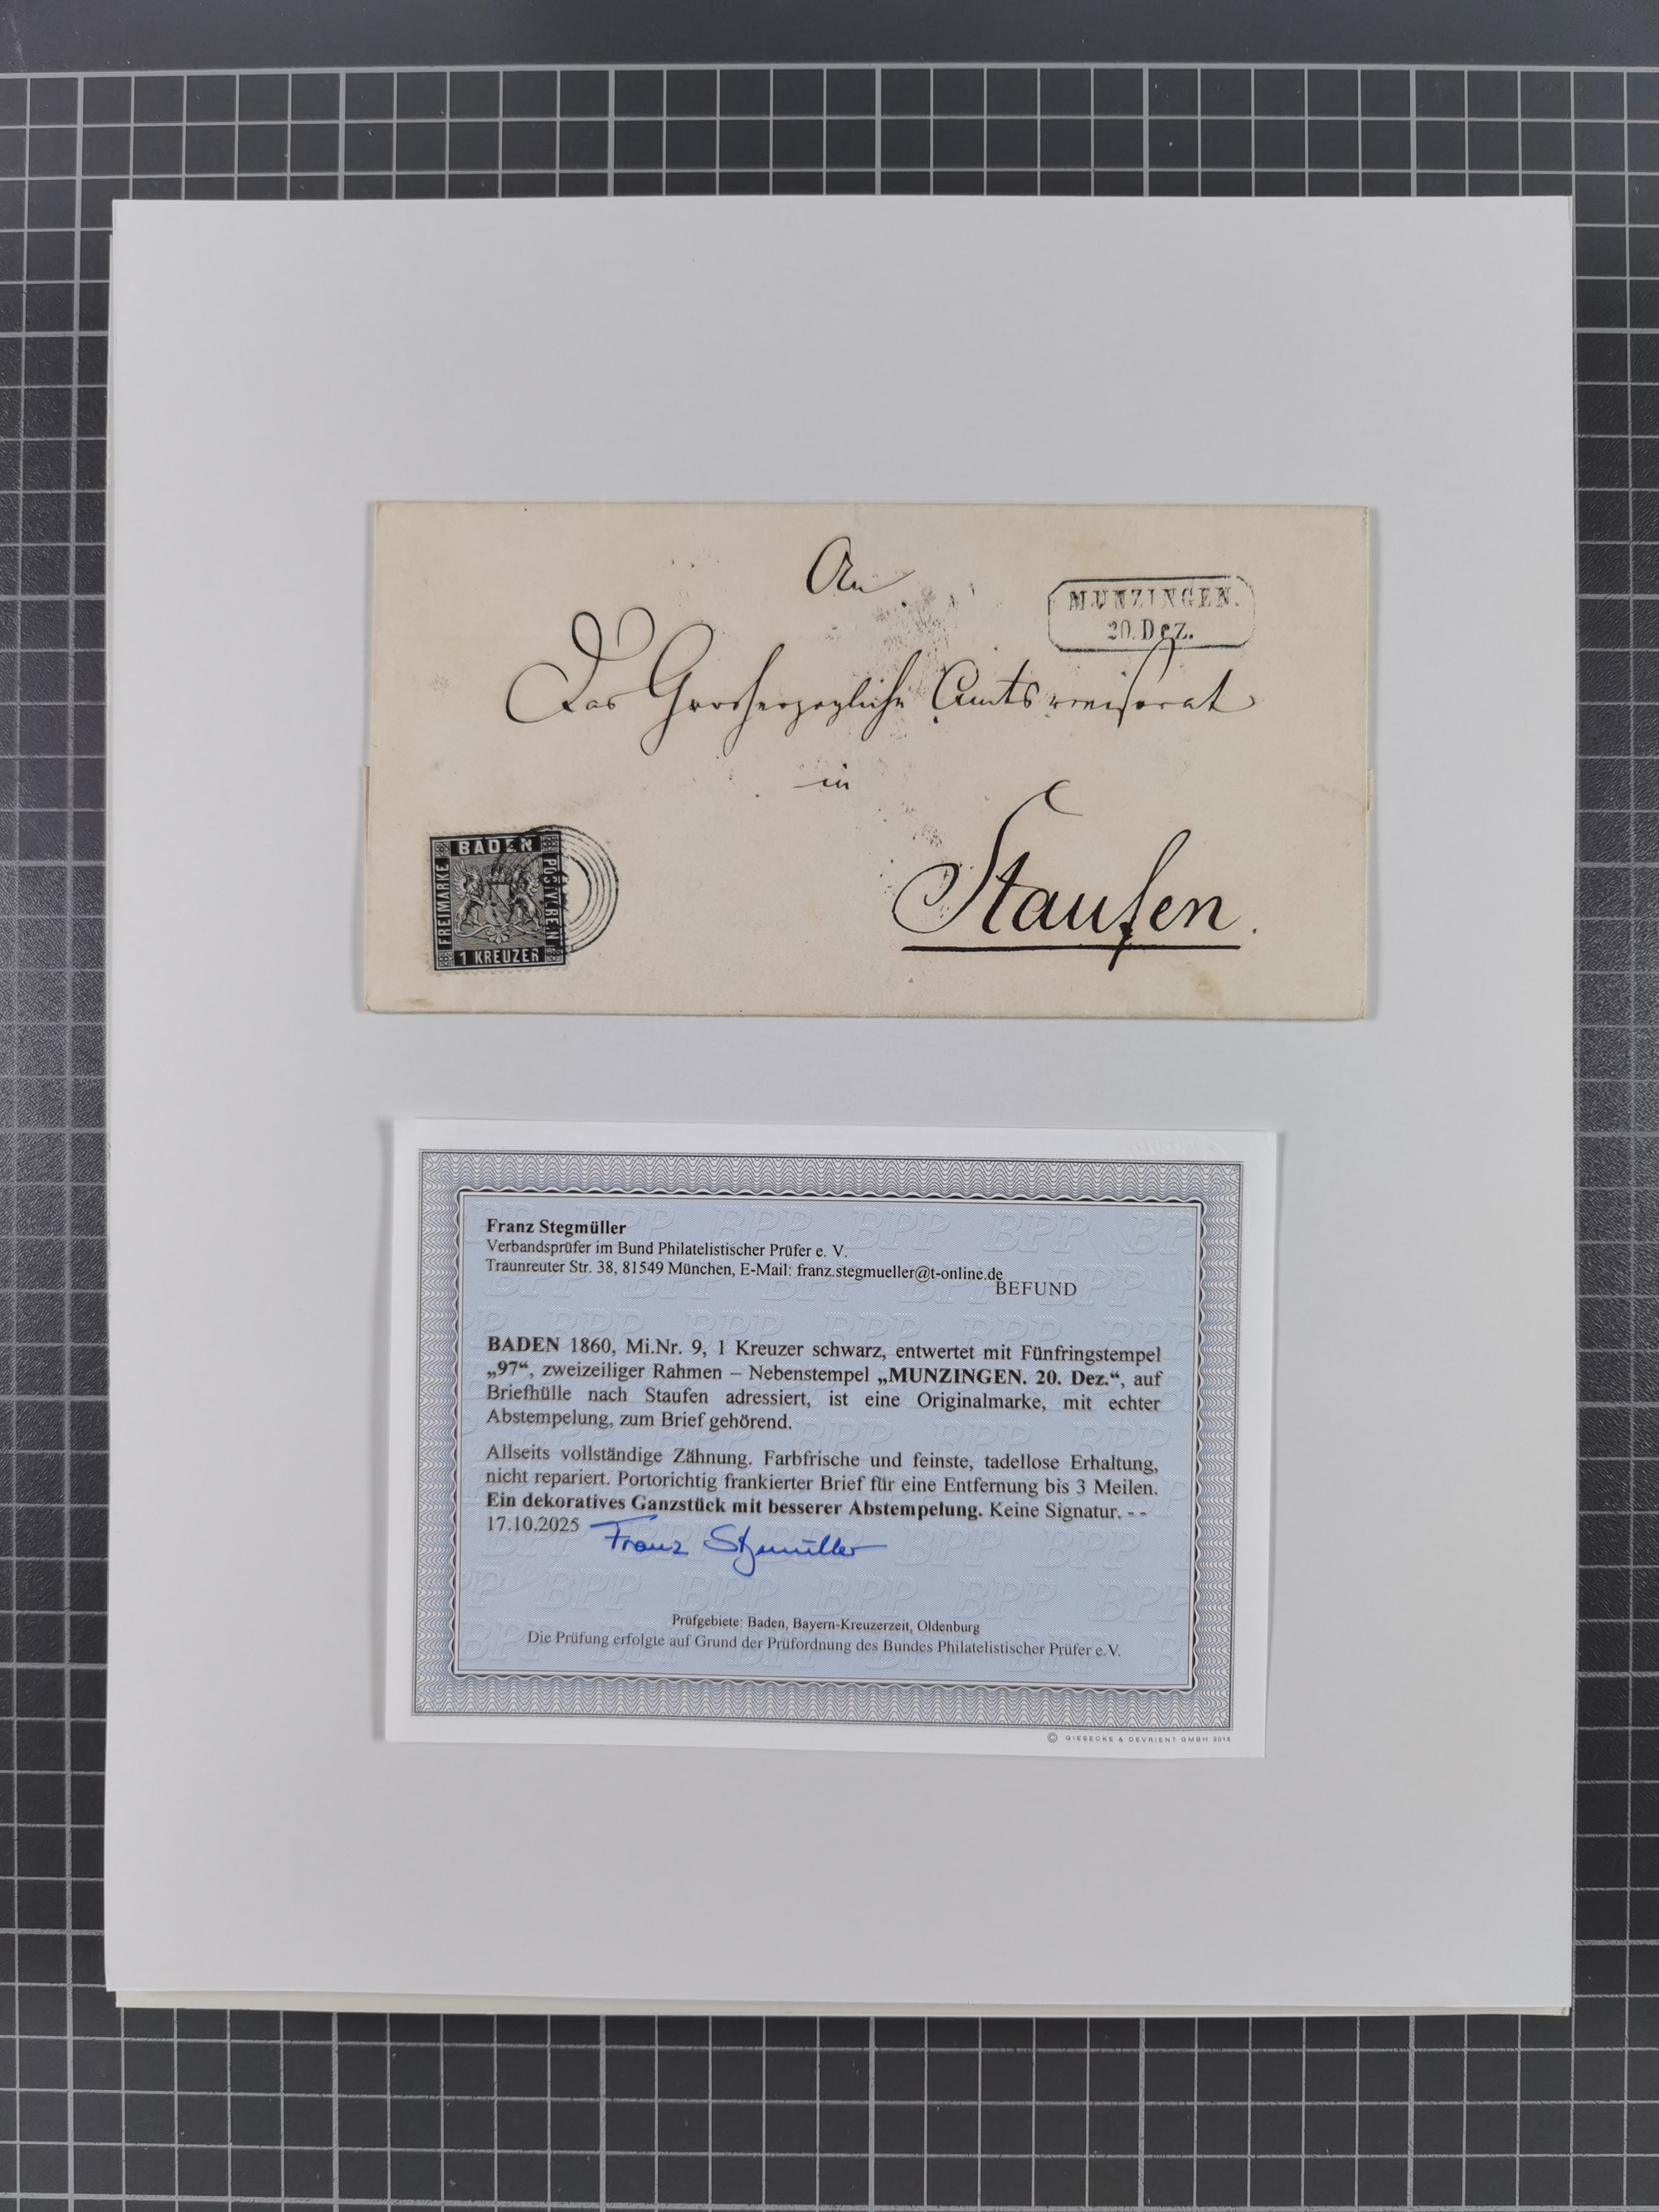 An
MUNZINGEN.
20. Dez.
Das Grosherzogliche Amtsrevisorat
in
Staufen.
BADEN
FREIMARKE
POSTVEREIN
1 KREUZER
Franz Stegmüller
Verbandsprüfer im Bund Philatelistischer Prüfer e. V.
Traunreuter Str. 38, 81549 München, E-Mail: franz.stegmueller@t-online.de
BEFUND
BADEN 1860, Mi.Nr. 9, 1 Kreuzer schwarz, entwertet mit Fünfringstempel
„97“, zweizeiliger Rahmen – Nebenstempel „MUNZINGEN. 20. Dez.“, auf
Briefhülle nach Staufen adressiert, ist eine Originalmarke, mit echter
Abstempelung, zum Brief gehörend.
Allseits vollständige Zähnung. Farbfrische und feinste, tadellose Erhaltung,
nicht repariert. Portorichtig frankierter Brief für eine Entfernung bis 3 Meilen.
Ein dekoratives Ganzstück mit besserer Abstempelung. Keine Signatur. - -
17.10.2025 Franz Stegmüller
Prüfgebiete: Baden, Bayern-Kreuzerzeit, Oldenburg
Die Prüfung erfolgte auf Grund der Prüfordnung des Bundes Philatelistischer Prüfer e.V.
© GIESECKE & DEVRIENT GMBH 2015